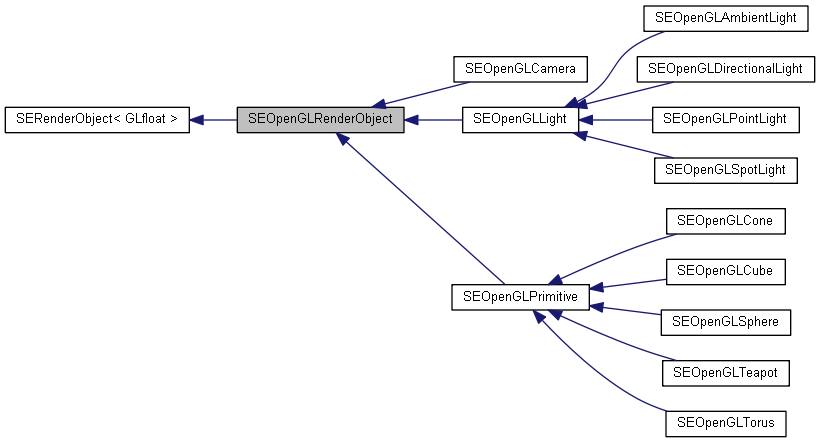 SEOpenGLAmbientLight
SEOpenGLCamera
SEOpenGLDirectionalLight
SERenderObject< GLfloat >
SEOpenGLRenderObject
SEOpenGLLight
SEOpenGLPointLight
SEOpenGLSpotLight
SEOpenGLCone
SEOpenGLCube
SEOpenGLPrimitive
SEOpenGLSphere
SEOpenGLTeapot
SEOpenGLTorus